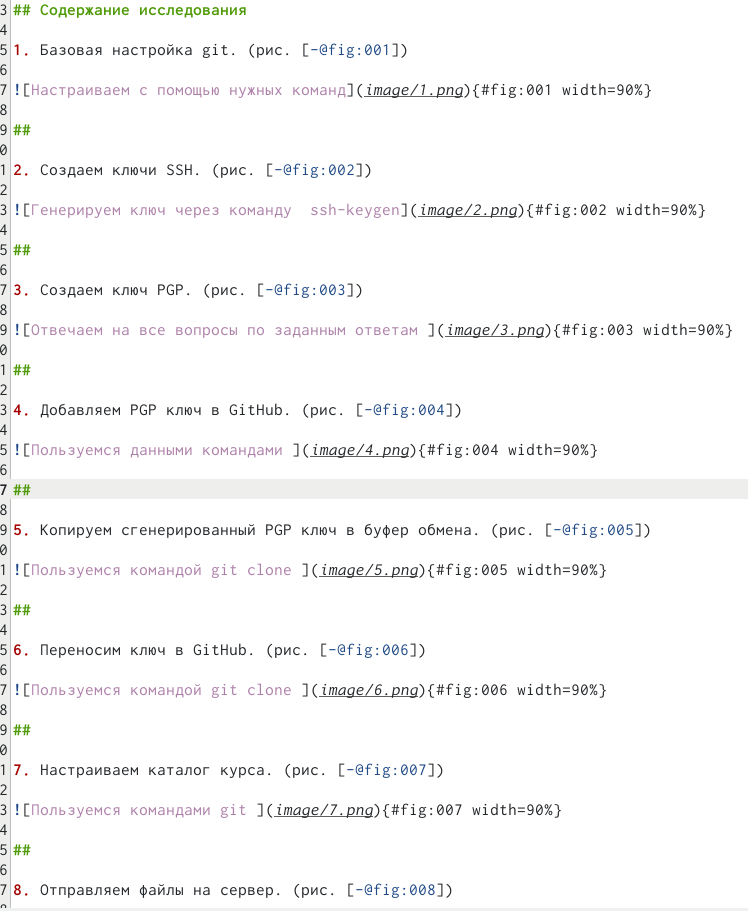 3 ## Содержание исследования
4
5 1. Базовая настройка git. (рис. [-@fig:001])
6
7 ![Настраиваем с помощью нужных команд](image/1.png){#fig:001 width=90%}
8
9 ##
0
1 2. Создаем ключи SSH. (рис. [-@fig:002])
2
3 ![Генерируем ключ через команду  ssh-keygen](image/2.png){#fig:002 width=90%}
4
5 ##
6
7 3. Создаем ключ PGP. (рис. [-@fig:003])
8
9 ![Отвечаем на все вопросы по заданным ответам ](image/3.png){#fig:003 width=90%}
0
1 ##
2
3 4. Добавляем PGP ключ в GitHub. (рис. [-@fig:004])
4
5 ![Пользуемся данными командами ](image/4.png){#fig:004 width=90%}
6
7 ##
8
9 5. Копируем сгенерированный PGP ключ в буфер обмена. (рис. [-@fig:005])
0
1 ![Пользуемся командой git clone ](image/5.png){#fig:005 width=90%}
2
3 ##
4
5 6. Переносим ключ в GitHub. (рис. [-@fig:006])
6
7 ![Пользуемся командой git clone ](image/6.png){#fig:006 width=90%}
8
9 ##
0
1 7. Настраиваем каталог курса. (рис. [-@fig:007])
2
3 ![Пользуемся командами git ](image/7.png){#fig:007 width=90%}
4
5 ##
6
7 8. Отправляем файлы на сервер. (рис. [-@fig:008])